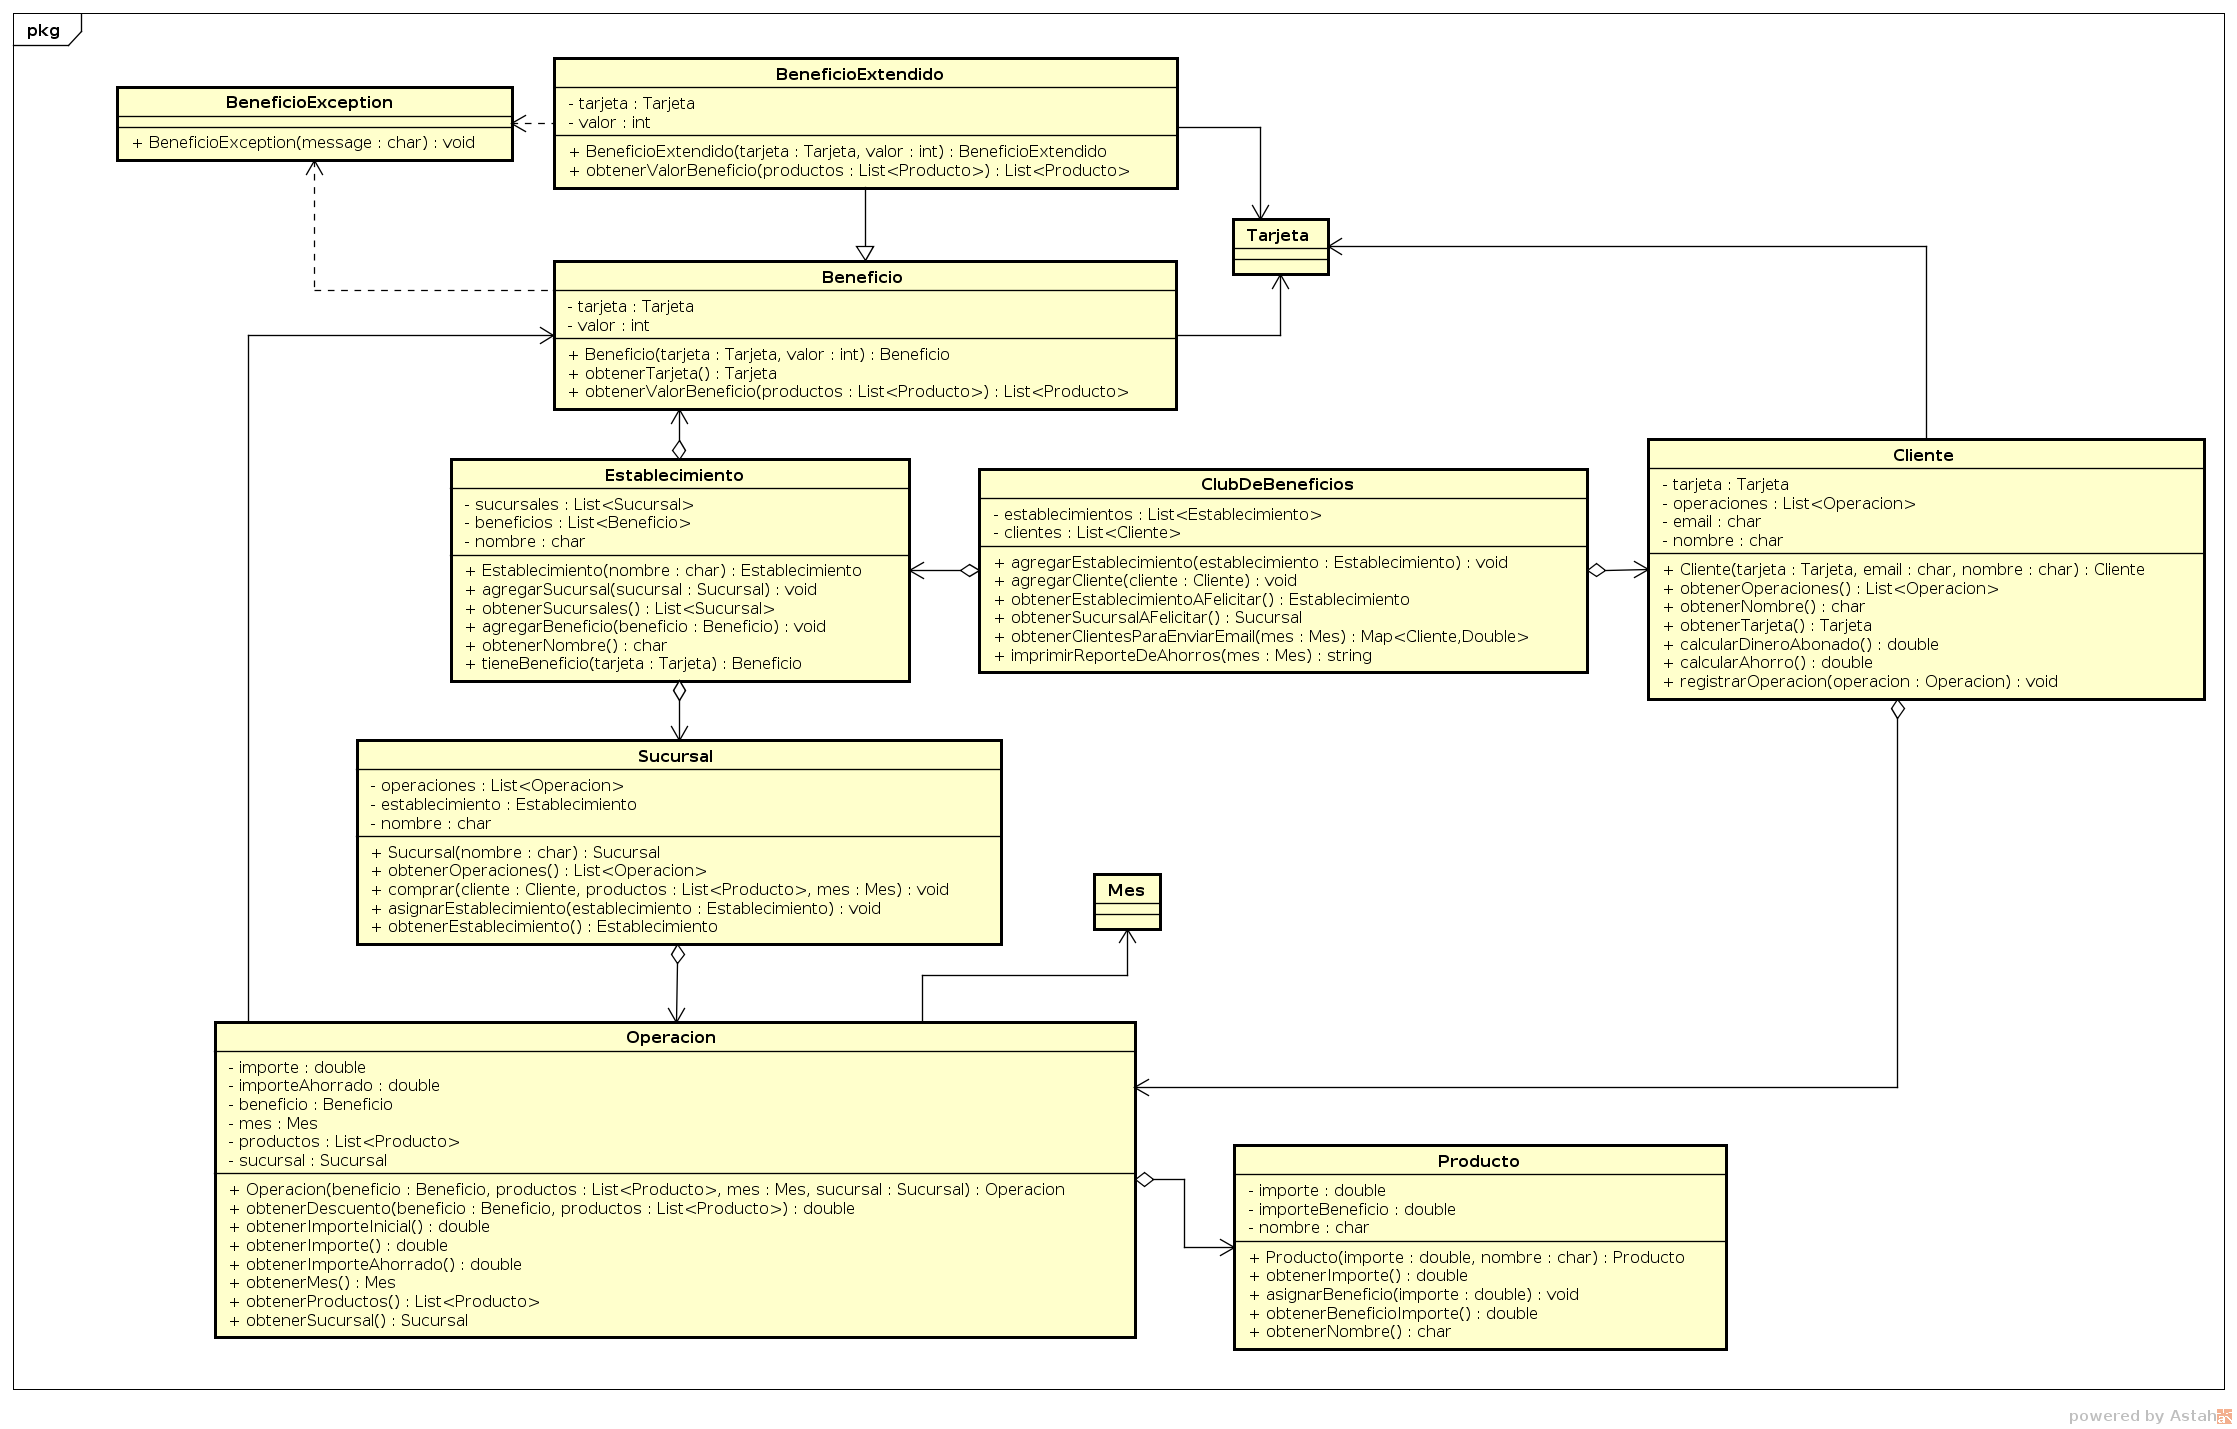 pkg
BeneficioException
+ BeneficioException(message : char) : void
BeneficioExtendido
- tarjeta : Tarjeta
- valor : int
+ BeneficioExtendido(tarjeta : Tarjeta, valor : int) : BeneficioExtendido
+ obtenerValorBeneficio(productos : List<Producto>) : List<Producto>
Tarjeta
Beneficio
- tarjeta : Tarjeta
- valor : int
+ Beneficio(tarjeta : Tarjeta, valor : int) : Beneficio
+ obtenerTarjeta() : Tarjeta
+ obtenerValorBeneficio(productos : List<Producto>) : List<Producto>
Establecimiento
- sucursales : List<Sucursal>
- beneficios : List<Beneficio>
- nombre : char
+ Establecimiento(nombre : char) : Establecimiento
+ agregarSucursal(sucursal : Sucursal) : void
+ obtenerSucursales() : List<Sucursal>
+ agregarBeneficio(beneficio : Beneficio) : void
+ obtenerNombre() : char
+ tieneBeneficio(tarjeta : Tarjeta) : Beneficio
ClubDeBeneficios
- establecimientos : List<Establecimiento>
- clientes : List<Cliente>
+ agregarEstablecimiento(establecimiento : Establecimiento) : void
+ agregarCliente(cliente : Cliente) : void
+ obtenerEstablecimientoAFelicitar() : Establecimiento
+ obtenerSucursalAFelicitar() : Sucursal
+ obtenerClientesParaEnviarEmail(mes : Mes) : Map<Cliente,Double>
+ imprimirReporteDeAhorros(mes : Mes) : string
Cliente
- tarjeta : Tarjeta
- operaciones : List<Operacion>
- email : char
- nombre : char
+ Cliente(tarjeta : Tarjeta, email : char, nombre : char) : Cliente
+ obtenerOperaciones() : List<Operacion>
+ obtenerNombre() : char
+ obtenerTarjeta() : Tarjeta
+ calcularDineroAbonado() : double
+ calcularAhorro() : double
+ registrarOperacion(operacion : Operacion) : void
Sucursal
- operaciones : List<Operacion>
- establecimiento : Establecimiento
- nombre : char
+ Sucursal(nombre : char) : Sucursal
+ obtenerOperaciones() : List<Operacion>
+ comprar(cliente : Cliente, productos : List<Producto>, mes : Mes) : void
+ asignarEstablecimiento(establecimiento : Establecimiento) : void
+ obtenerEstablecimiento() : Establecimiento
Mes
Operacion
- importe : double
- importeAhorrado : double
- beneficio : Beneficio
- mes : Mes
- productos : List<Producto>
- sucursal : Sucursal
+ Operacion(beneficio : Beneficio, productos : List<Producto>, mes : Mes, sucursal : Sucursal) : Operacion
+ obtenerDescuento(beneficio : Beneficio, productos : List<Producto>) : double
+ obtenerImporteInicial() : double
+ obtenerImporte() : double
+ obtenerImporteAhorrado() : double
+ obtenerMes() : Mes
+ obtenerProductos() : List<Producto>
+ obtenerSucursal() : Sucursal
Producto
- importe : double
- importeBeneficio : double
- nombre : char
+ Producto(importe : double, nombre : char) : Producto
+ obtenerImporte() : double
+ asignarBeneficio(importe : double) : void
+ obtenerBeneficioImporte() : double
+ obtenerNombre() : char
powered by Astah